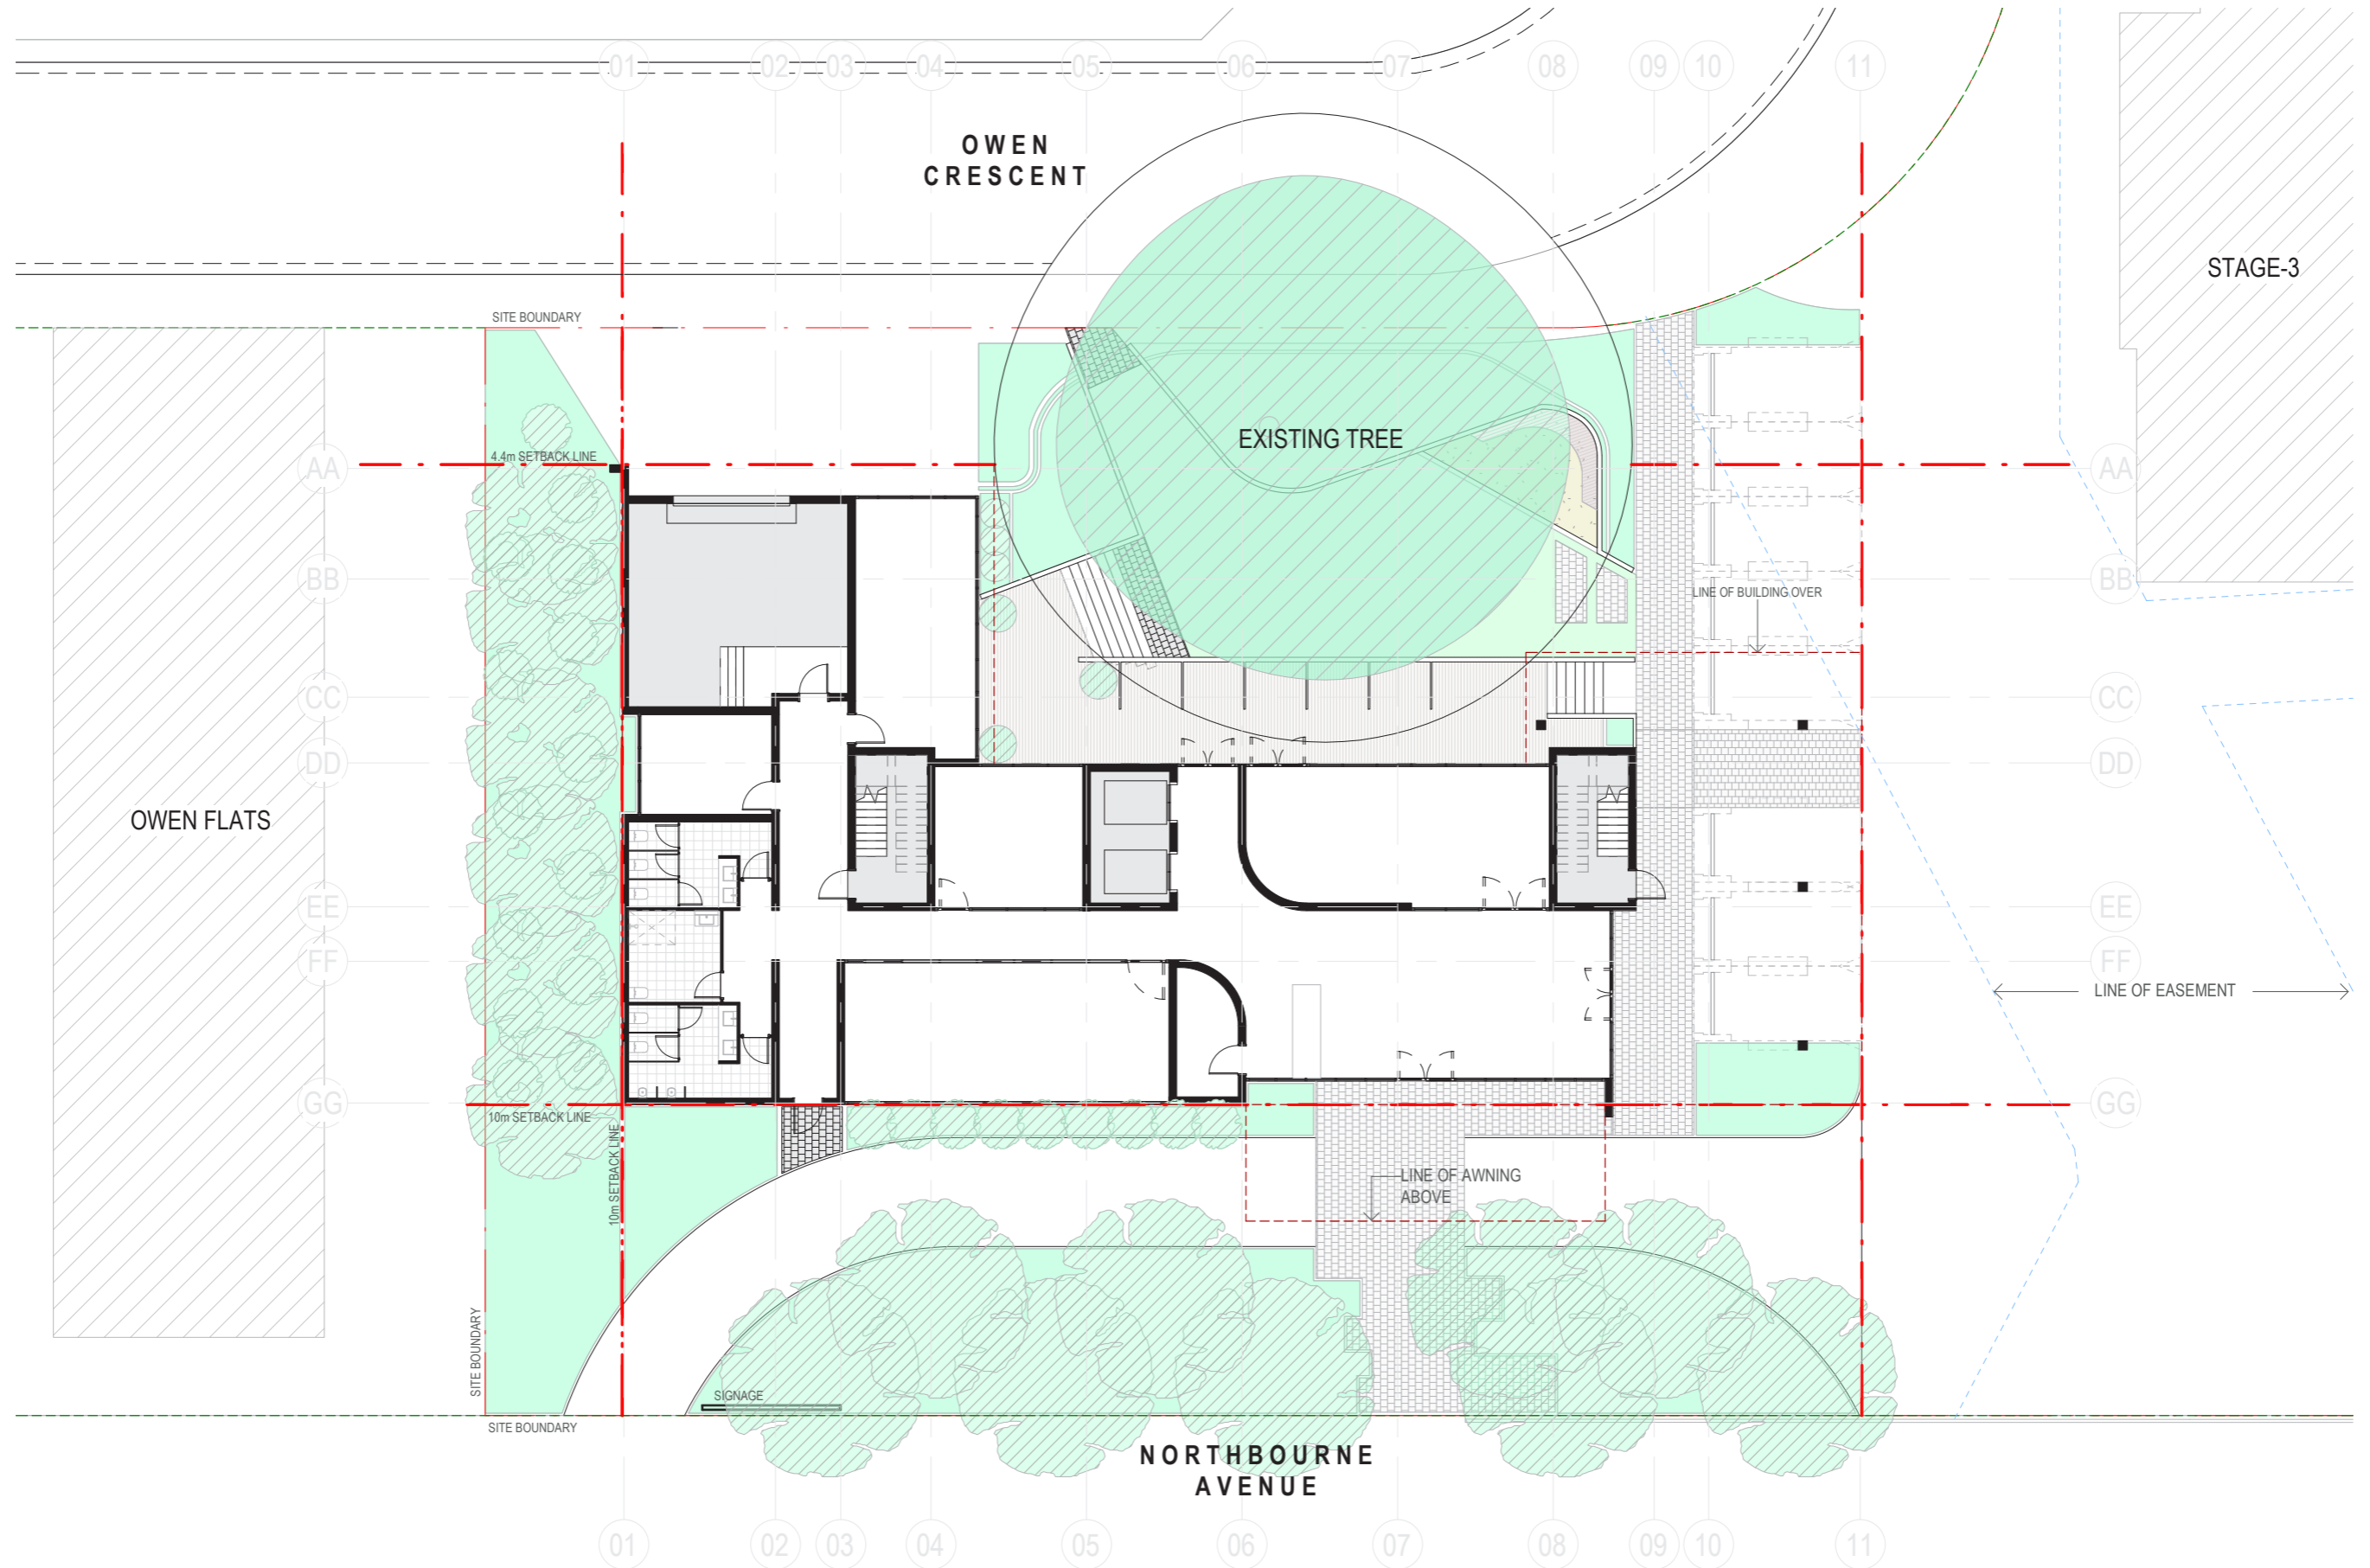 01 02 03 04 05 06 07 08 09 10 11
OWEN
CRESCENT
STAGE-3
SITE BOUNDARY
EXISTING TREE
4.4m SETBACK LINE
AA AA
BB BB
LINE OF BUILDING OVER
CC CC
DD DD
OWEN FLATS
EE EE
FF FF
LINE OF EASEMENT
GG GG
10m SETBACK LINE
10m SETBACK LINE
LINE OF AWNING
ABOVE
SITE BOUNDARY
SIGNAGE
SITE BOUNDARY
NORTHBOURNE
AVENUE
01 02 03 04 05 06 07 08 09 10 11